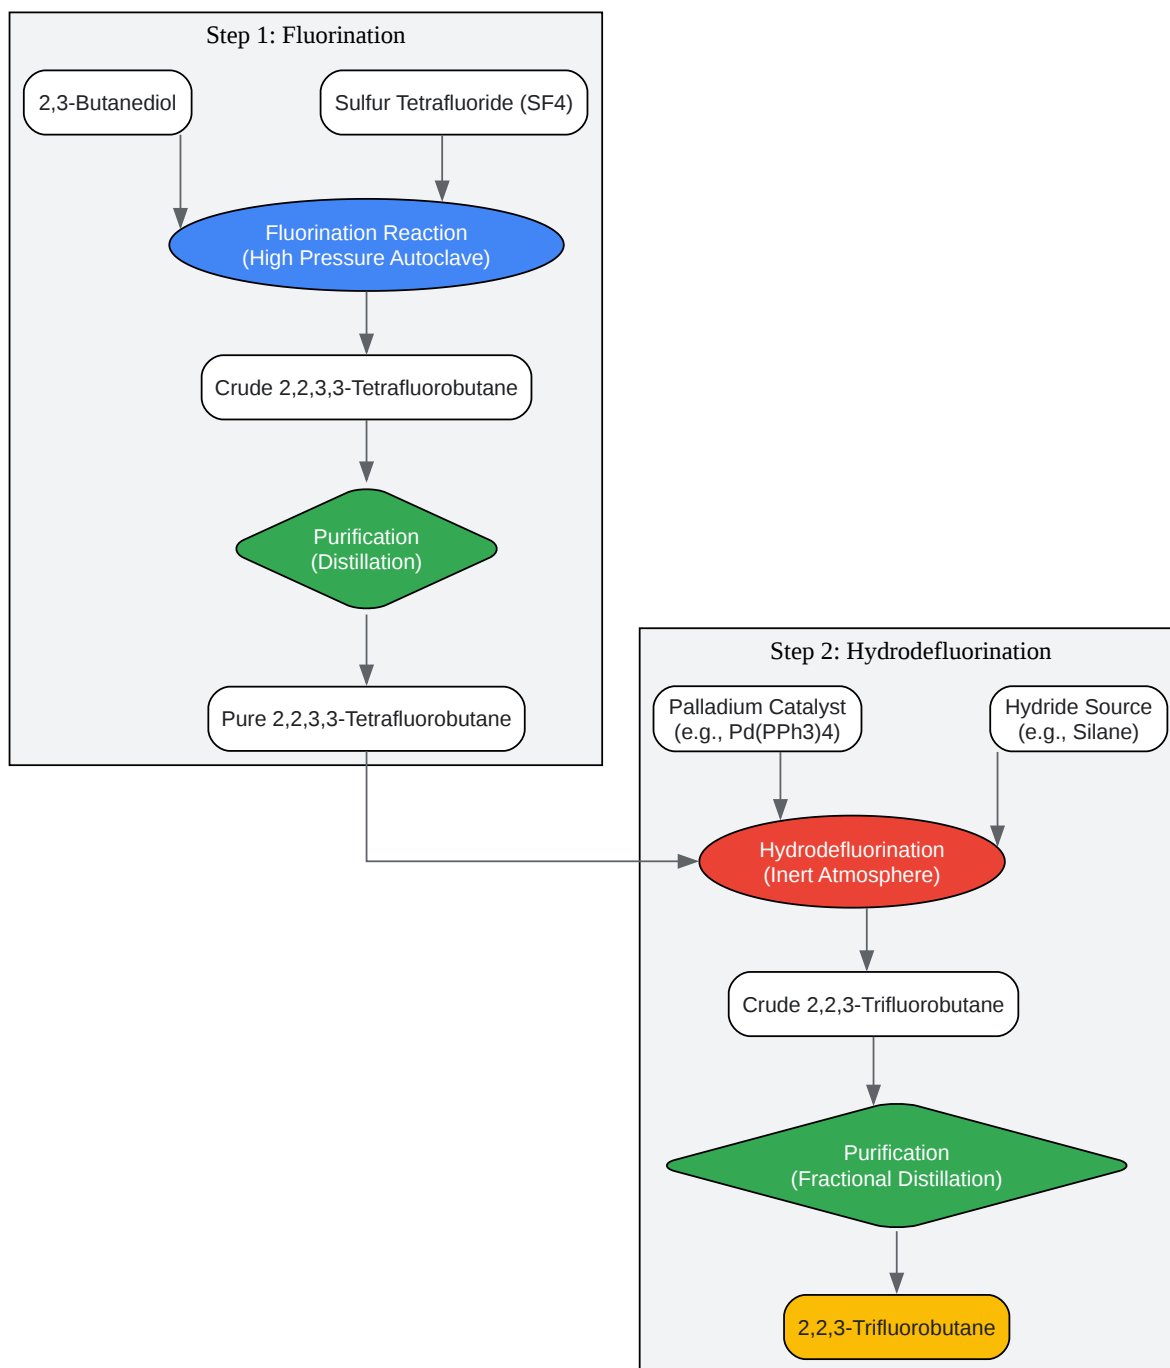 Step 1: Fluorination
2,3-Butanediol
Sulfur Tetrafluoride (SF4)
Fluorination Reaction
(High Pressure Autoclave)
Crude 2,2,3,3-Tetrafluorobutane
Purification
(Distillation)
Pure 2,2,3,3-Tetrafluorobutane
Step 2: Hydrodefluorination
Palladium Catalyst
(e.g., Pd(PPh3)4)
Hydride Source
(e.g., Silane)
Hydrodefluorination
(Inert Atmosphere)
Crude 2,2,3-Trifluorobutane
Purification
(Fractional Distillation)
2,2,3-Trifluorobutane